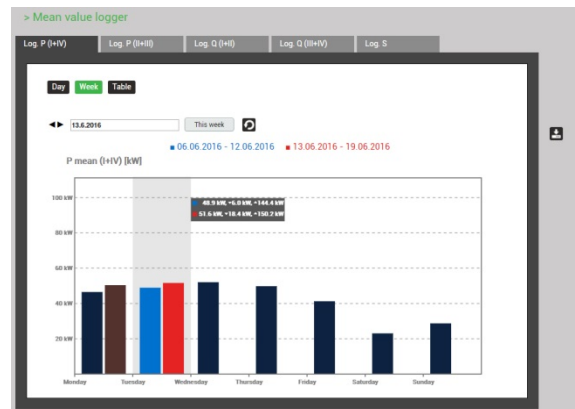 > Mean value logger
Log. P (I+IV) Log. P (II+III) Log. Q (I+II) Log. Q (III+IV) Log. S
Day Week Table
13.6.2016 This week
06.06.2016 - 12.06.2016 13.06.2016 - 19.06.2016
P mean (I+IV) [kW]
100 kW
48.9 kW, +6.0 kW, +144.4 kW
51.6 kW, +18.4 kW, +150.2 kW
80 kW
60 kW
40 kW
20 kW
Monday Tuesday Wednesday Thursday Friday Saturday Sunday